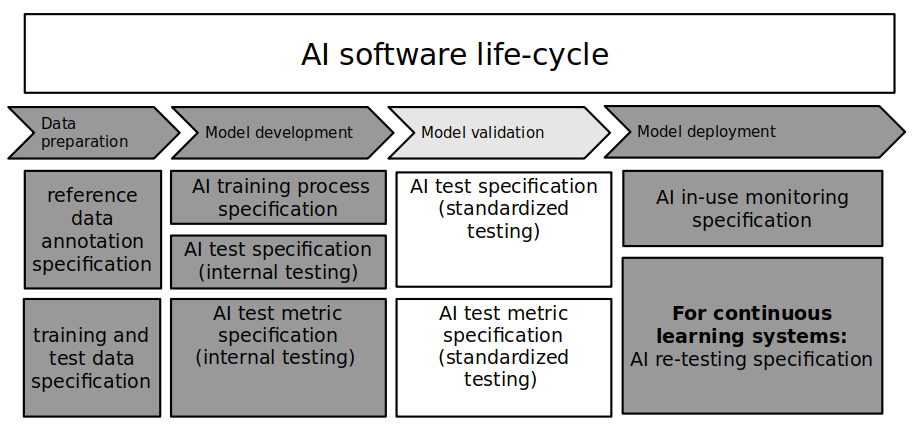 AI software life-cycle
Data
preparation
Model development
Model validation
Model deployment
reference
data
annotation
specification
training and
test data
specification
AI training process
specification
AI test specification
(internal testing)
AI test metric
specification
(internal testing)
AI test specification
(standardized
testing)
AI test metric
specification
(standardized
testing)
AI in-use monitoring
specification
For continuous
learning systems:
AI re-testing specification